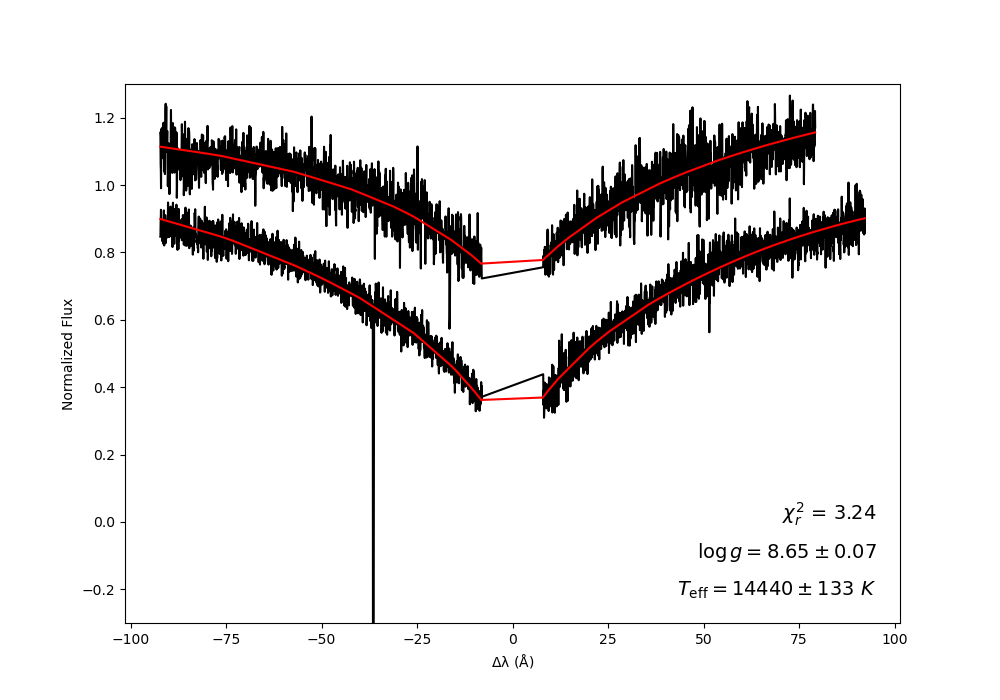 1.2
1.0
0.8
0.6
0.4
0.2
0.0
−0.2
Normalized Flux
χ²ᵣ = 3.24
log g = 8.65 ± 0.07
T_eff = 14440 ± 133 K
−100 −75 −50 −25 0 25 50 75 100
Δλ (Å)